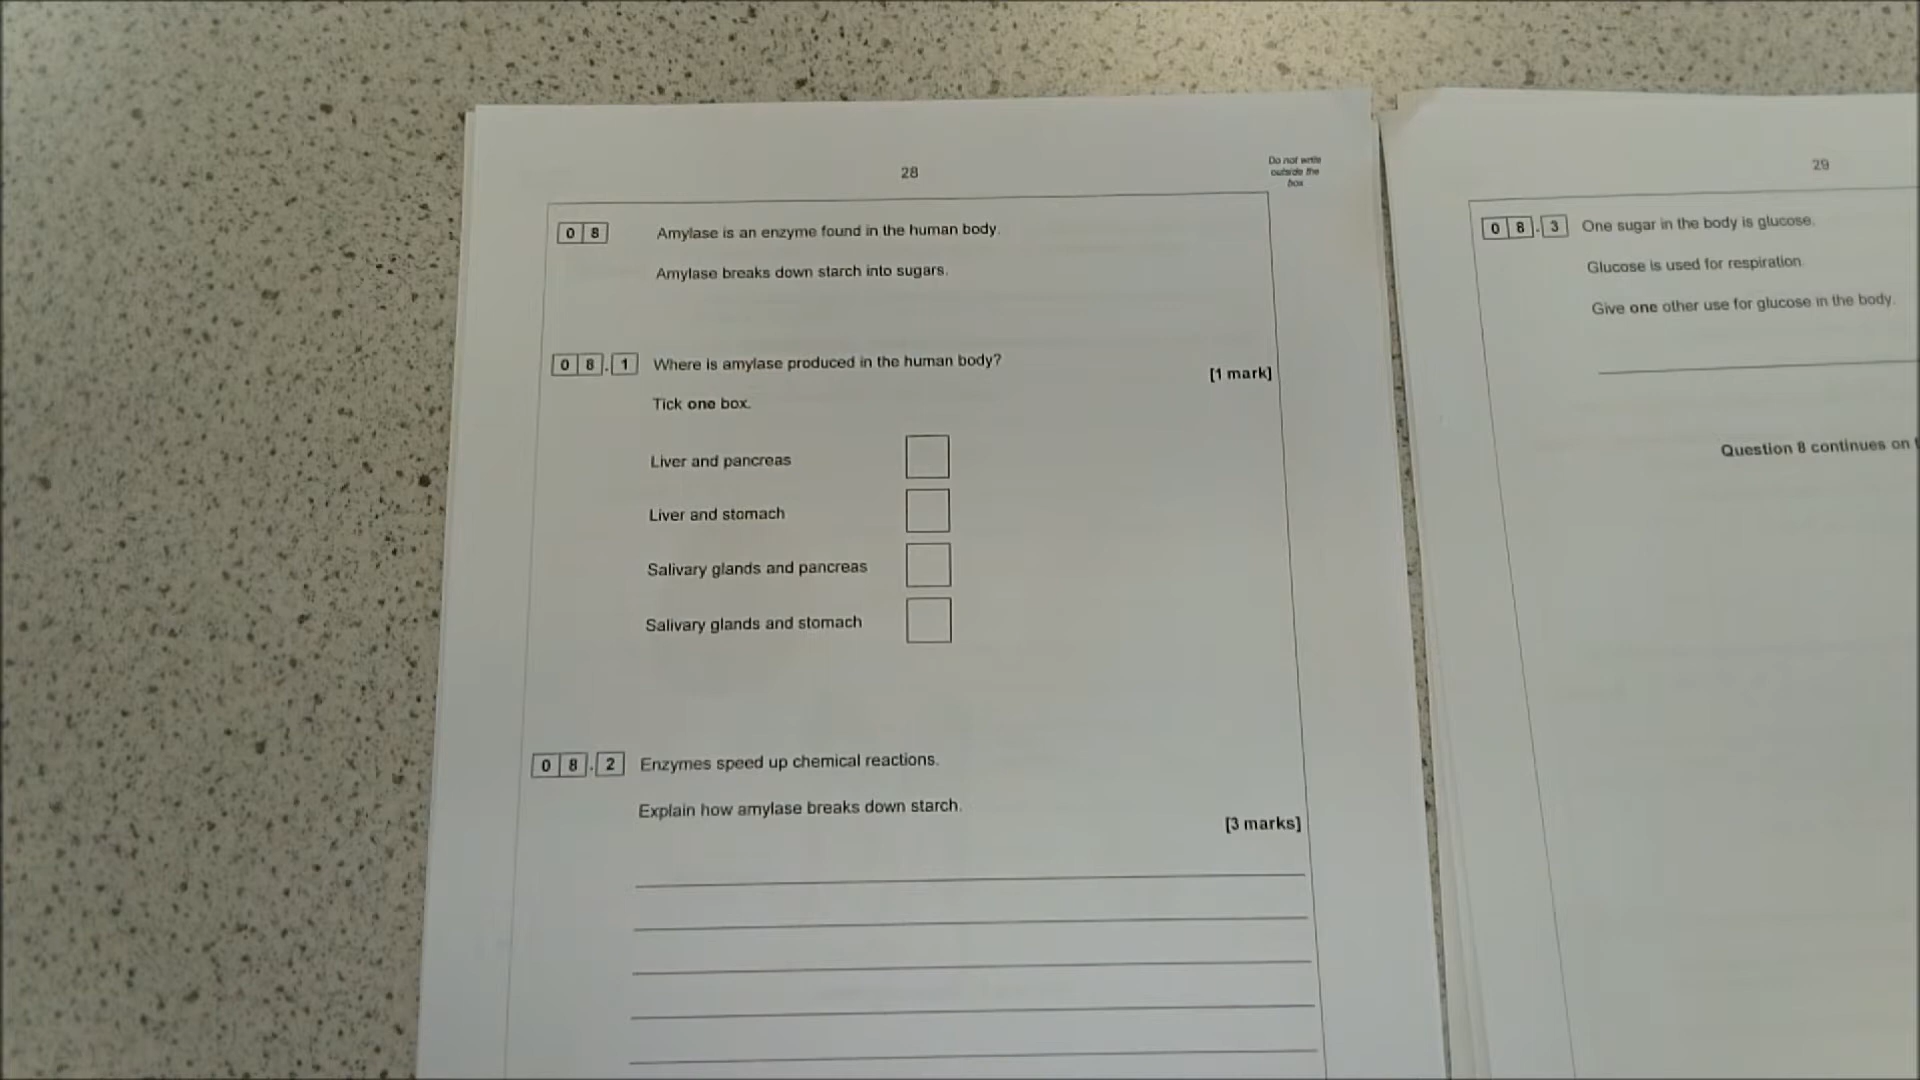 28
Do not write
outside the
box
0 8 Amylase is an enzyme found in the human body.
Amylase breaks down starch into sugars.
0 8 . 1 Where is amylase produced in the human body?
[1 mark]
Tick one box.
Liver and pancreas
Liver and stomach
Salivary glands and pancreas
Salivary glands and stomach
0 8 . 2 Enzymes speed up chemical reactions.
Explain how amylase breaks down starch.
[3 marks]
29
0 8 . 3 One sugar in the body is glucose.
Glucose is used for respiration.
Give one other use for glucose in the body.
Question 8 continues on